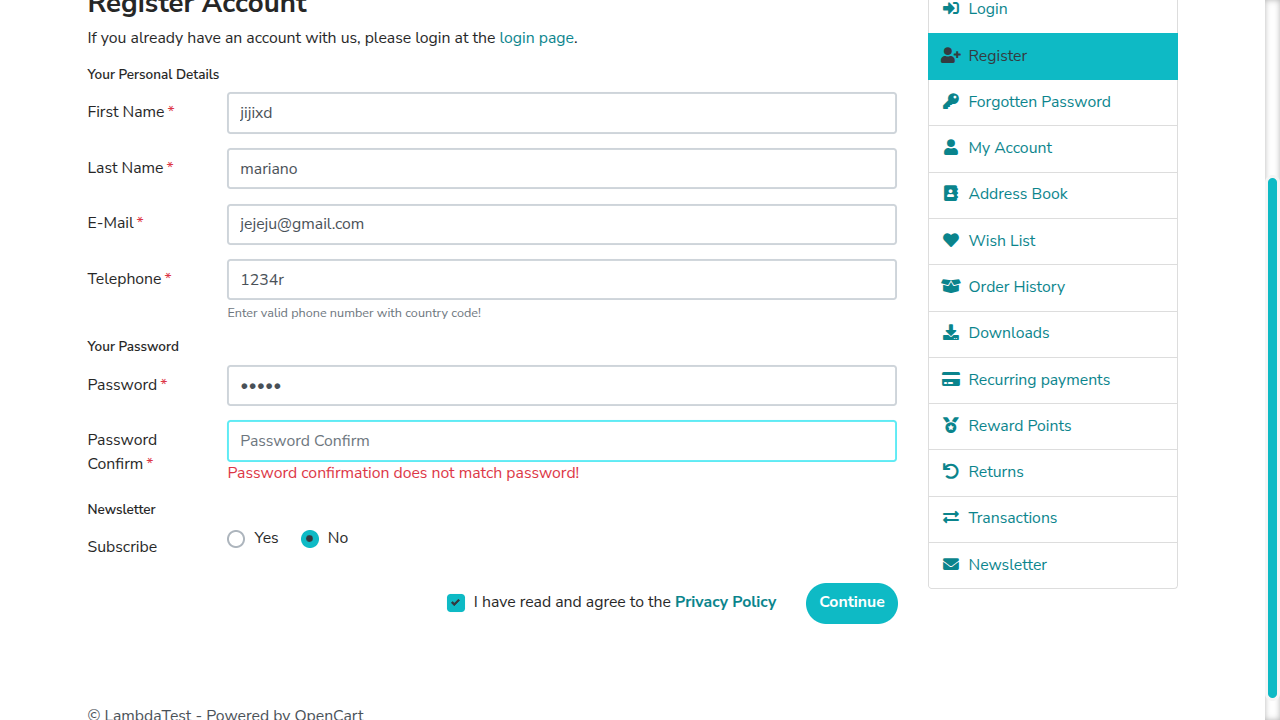 Register Account
If you already have an account with us, please login at the login page.
Your Personal Details
First Name *
jijixd
Last Name *
mariano
E-Mail *
jejeju@gmail.com
Telephone *
1234r
Enter valid phone number with country code!
Your Password
Password *
•••••
Password Confirm *
Password Confirm
Password confirmation does not match password!
Newsletter
Subscribe
Yes
No
I have read and agree to the Privacy Policy
Continue
Login
Register
Forgotten Password
My Account
Address Book
Wish List
Order History
Downloads
Recurring payments
Reward Points
Returns
Transactions
Newsletter
© LambdaTest - Powered by OpenCart